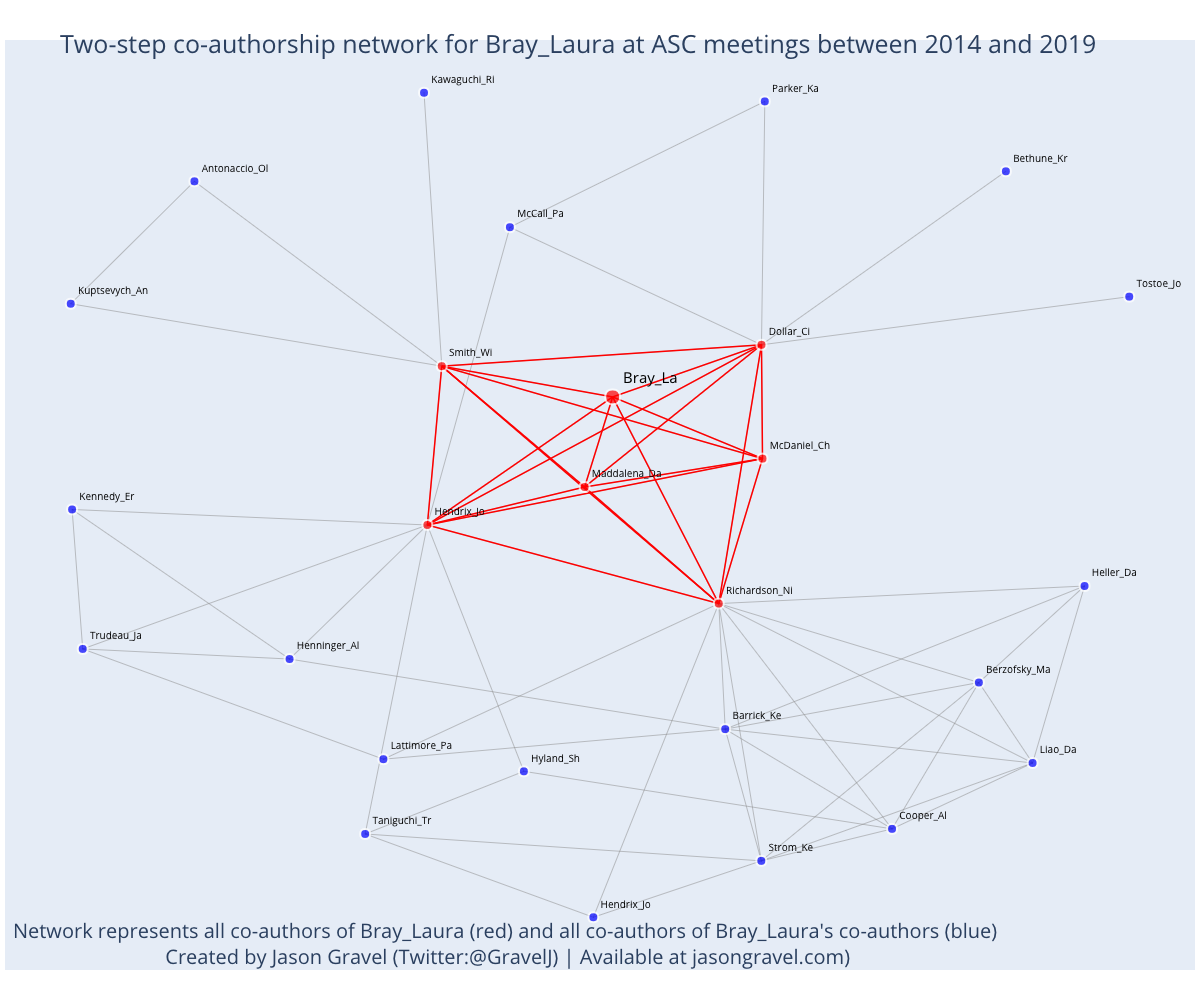 Two-step co-authorship network for Bray_Laura at ASC meetings between 2014 and 2019
Kawaguchi_Ri
Parker_Ka
Bethune_Kr
Antonaccio_Ol
McCall_Pa
Tostoe_Jo
Kuptsevych_An
Dollar_Ci
Smith_Wi
Bray_La
McDaniel_Ch
Maddalena_Da
Kennedy_Er
Hendrix_Jo
Heller_Da
Richardson_Ni
Trudeau_Ja
Henninger_Al
Berzofsky_Ma
Barrick_Ke
Lattimore_Pa
Liao_Da
Hyland_Sh
Cooper_Al
Taniguchi_Tr
Strom_Ke
Hendrix_Jo
Network represents all co-authors of Bray_Laura (red) and all co-authors of Bray_Laura's co-authors (blue)
Created by Jason Gravel (Twitter:@GravelJ) | Available at jasongravel.com)